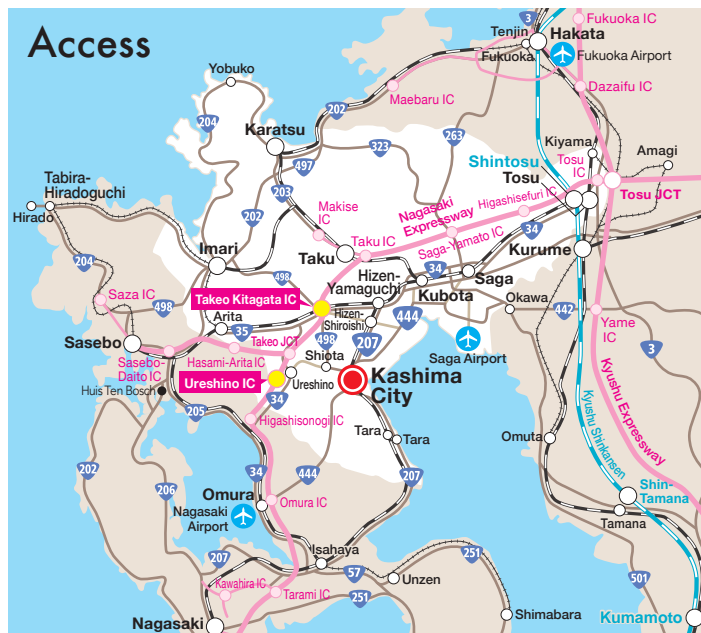 Access
3
Fukuoka IC
Hakata
Tenjin
Fukuoka
Fukuoka Airport
Yobuko
Dazaifu IC
Maebaru IC
202
204
Karatsu
263
323
Kiyama
Amagi
497
Shintosu
Tosu
IC
Tosu
203
Tosu JCT
Tabira-
Hiradoguchi
Hirado
Makise
IC
Nagasaki
Expressway
Higashisefuri IC
202
34
Imari
Taku
Taku IC
Saga-Yamato IC
Kurume
204
498
34
Saga
Hizen-
Yamaguchi
Kubota
Takeo Kitagata IC
Saza IC
498
Okawa
442
Arita
Hizen-
Shiroishi
444
Yame
IC
35
Sasebo
Takeo JCT
498
207
Saga Airport
3
Sasebo-
Daito IC
Hasami-Arita IC
Shiota
Huis Ten Bosch
Ureshino IC
Ureshino
Kashima
City
34
205
Kyushu Expressway
Higashisonogi IC
Kyushu Shinkansen
Tara
Tara
Omuta
202
34
444
207
206
Omura
Omura IC
Shin-
Tamana
Nagasaki
Airport
Tamana
Isahaya
207
57
251
Kawahira IC
Unzen
501
Tarami IC
251
Nagasaki
Shimabara
Kumamoto